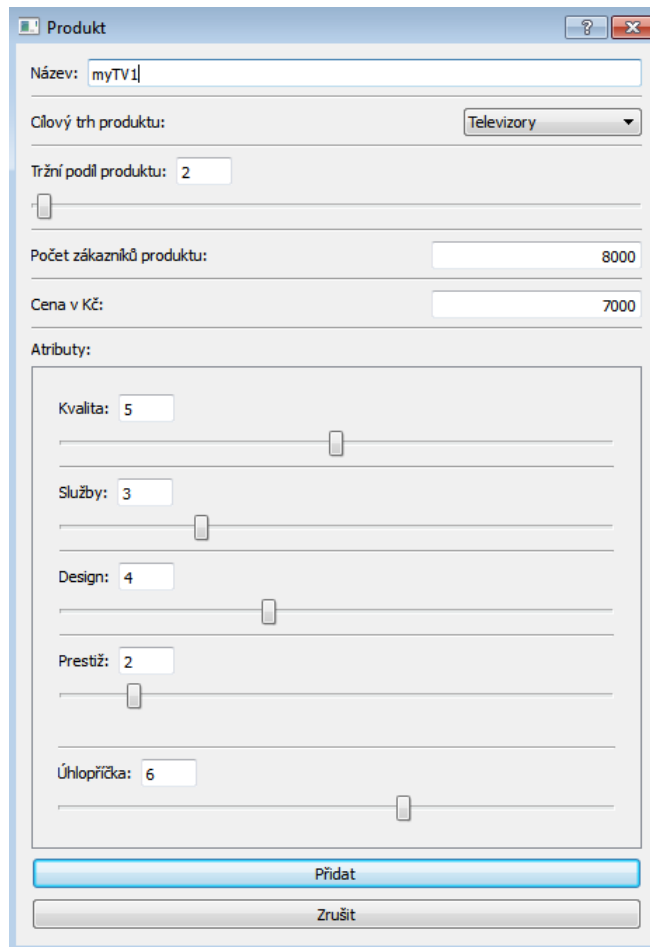 Produkt
Název: myTV1
Cílový trh produktu: Televizory
Tržní podíl produktu: 2
Počet zákazníků produktu: 8000
Cena v Kč: 7000
Atributy:
Kvalita: 5
Služby: 3
Design: 4
Prestiž: 2
Úhlopříčka: 6
Přidat
Zrušit